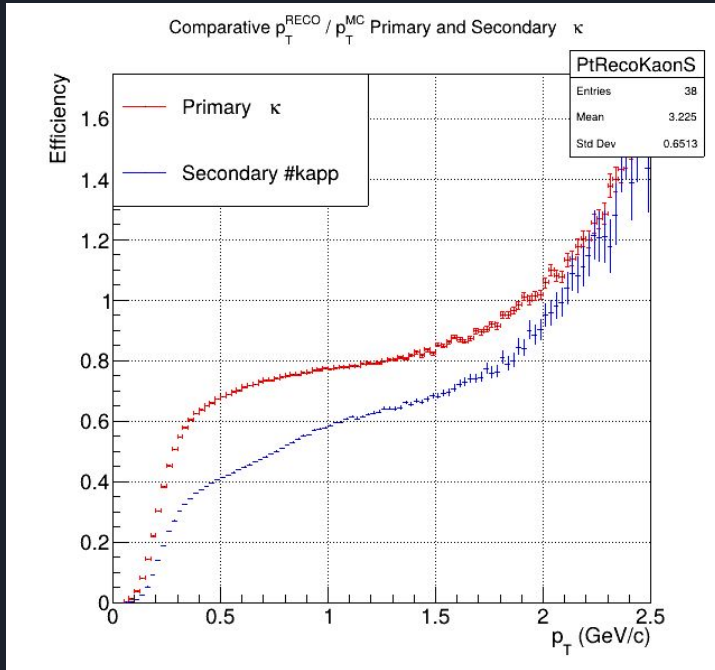 Comparative p_T^RECO / p_T^MC Primary and Secondary κ
PtRecoKaonS
Entries 38
Mean 3.225
Std Dev 0.6513
Primary κ
Secondary #kapp
Efficiency
1.6
1.4
1.2
1
0.8
0.6
0.4
0.2
0
0 0.5 1 1.5 2 2.5
p_T (GeV/c)